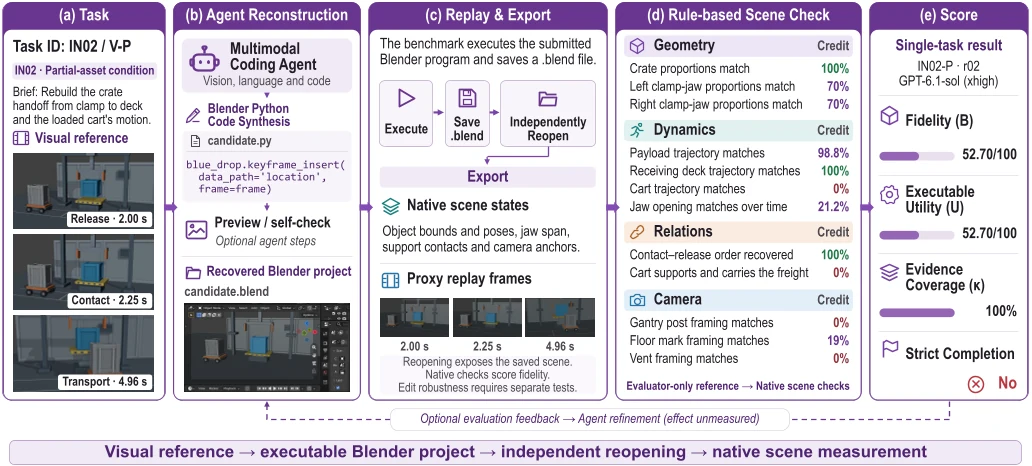 (a) Task
Task ID: IN02 / V-P
IN02 · Partial-asset condition
Brief: Rebuild the crate
handoff from clamp to deck
and the loaded cart's motion.
Visual reference
Release · 2.00 s
Contact · 2.25 s
Transport · 4.96 s
(b) Agent Reconstruction
Multimodal
Coding Agent
Vision, language and code
Blender Python
Code Synthesis
candidate.py
blue_drop.keyframe_insert(
data_path='location',
frame=frame)
Preview / self-check
Optional agent steps
Recovered Blender project
candidate.blend
(c) Replay & Export
The benchmark executes the submitted
Blender program and saves a .blend file.
Execute
Save
.blend
Independently
Reopen
Export
Native scene states
Object bounds and poses, jaw span,
support contacts and camera anchors.
Proxy replay frames
2.00 s
2.25 s
4.96 s
Reopening exposes the saved scene.
Native checks score fidelity.
Edit robustness requires separate tests.
(d) Rule-based Scene Check
Geometry Credit
Crate proportions match 100%
Left clamp-jaw proportions match 70%
Right clamp-jaw proportions match 70%
Dynamics Credit
Payload trajectory matches 98.8%
Receiving deck trajectory matches 100%
Cart trajectory matches 0%
Jaw opening matches over time 21.2%
Relations Credit
Contact–release order recovered 100%
Cart supports and carries the freight 0%
Camera Credit
Gantry post framing matches 0%
Floor mark framing matches 19%
Vent framing matches 0%
Evaluator-only reference → Native scene checks
(e) Score
Single-task result
IN02-P · r02
GPT-6.1-sol (xhigh)
Fidelity (B)
52.70/100
Executable
Utility (U)
52.70/100
Evidence
Coverage (κ)
100%
Strict Completion
No
Optional evaluation feedback → Agent refinement (effect unmeasured)
Visual reference → executable Blender project → independent reopening → native scene measurement